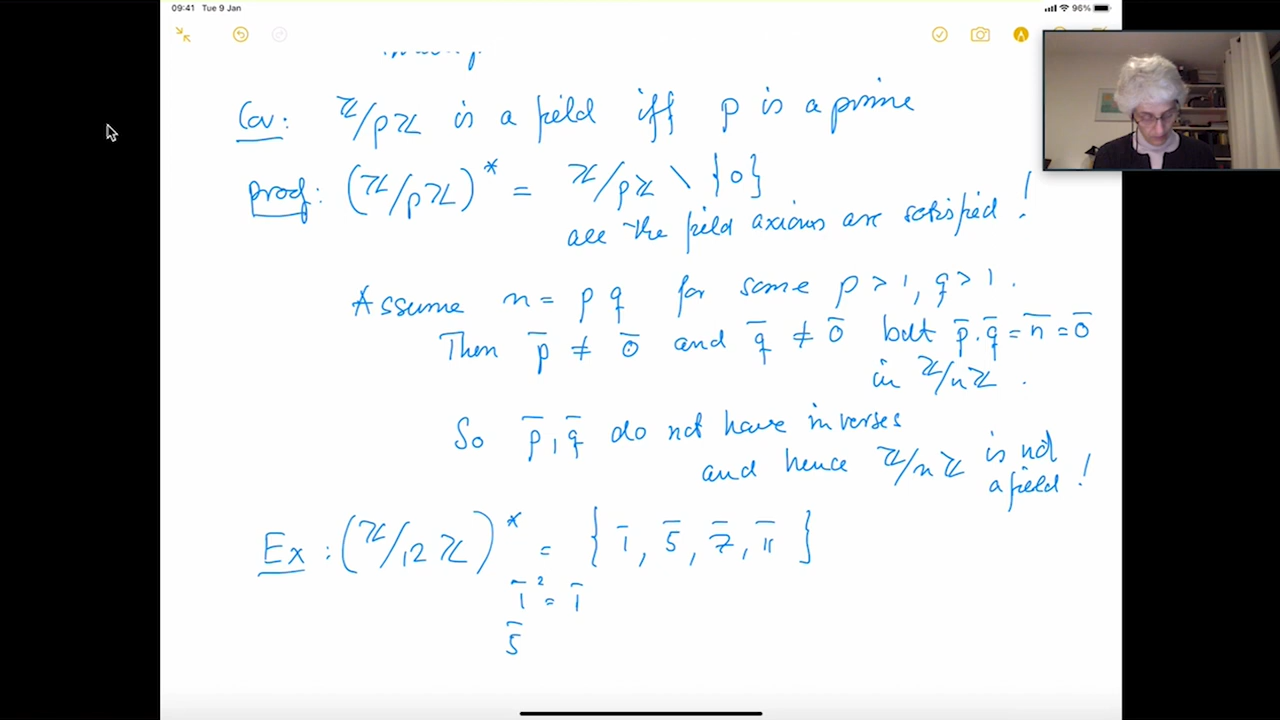 09:41 Tue 9 Jan 96%
Cor: ℤ/pℤ is a field iff p is a prime
proof: (ℤ/pℤ)* = ℤ/pℤ \ {0}
all the field axioms are satisfied!
Assume n = p q for some p > 1, q > 1.
Then p̄ ≠ 0̄ and q̄ ≠ 0̄ but p̄ · q̄ = n̄ = 0̄
in ℤ/nℤ .
So p̄, q̄ do not have inverses
and hence ℤ/nℤ is not
a field!
Ex: (ℤ/12ℤ)* = { 1̄, 5̄, 7̄, 1̄1̄ }
1̄² = 1̄
5̄